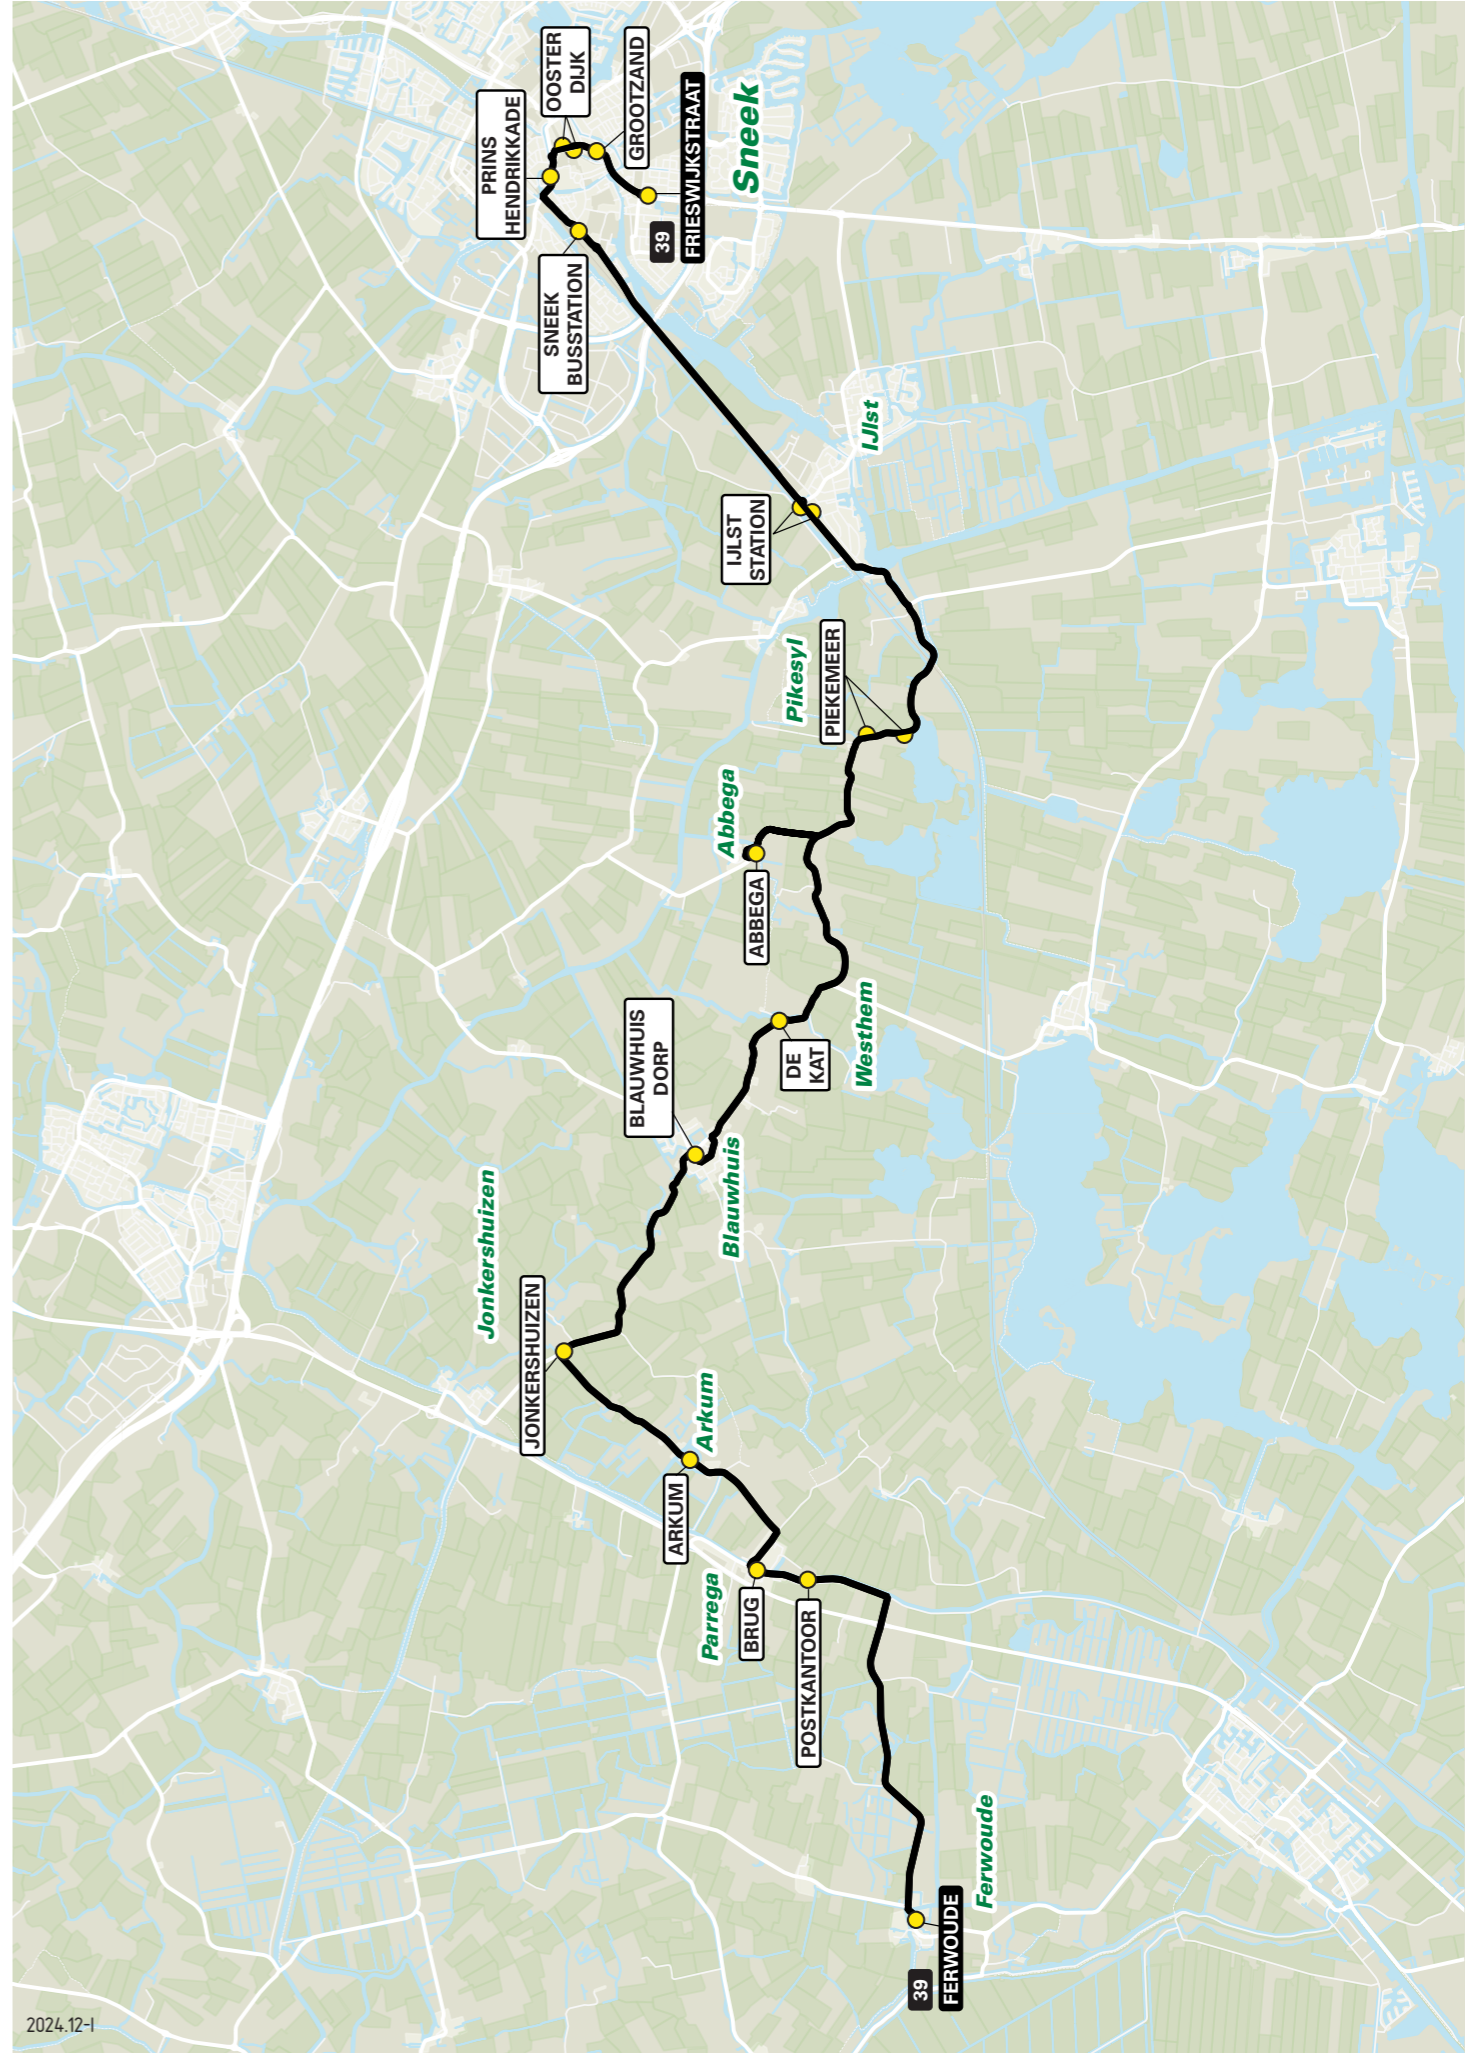 OOSTER
DIJK
GROOTZAND
PRINS
HENDRIKKADE
39
FRIESWIJKSTRAAT
Sneek
SNEEK
BUSSTATION
IJlst
IJLST
STATION
Pikesyl
PIEKEMEER
Abbega
ABBEGA
Westhem
DE
KAT
BLAUWHUIS
DORP
Blauwhuis
Jonkershuizen
JONKERSHUIZEN
Arkum
ARKUM
Parrega
BRUG
POSTKANTOOR
Ferwoude
39
FERWOUDE
2024.12-I